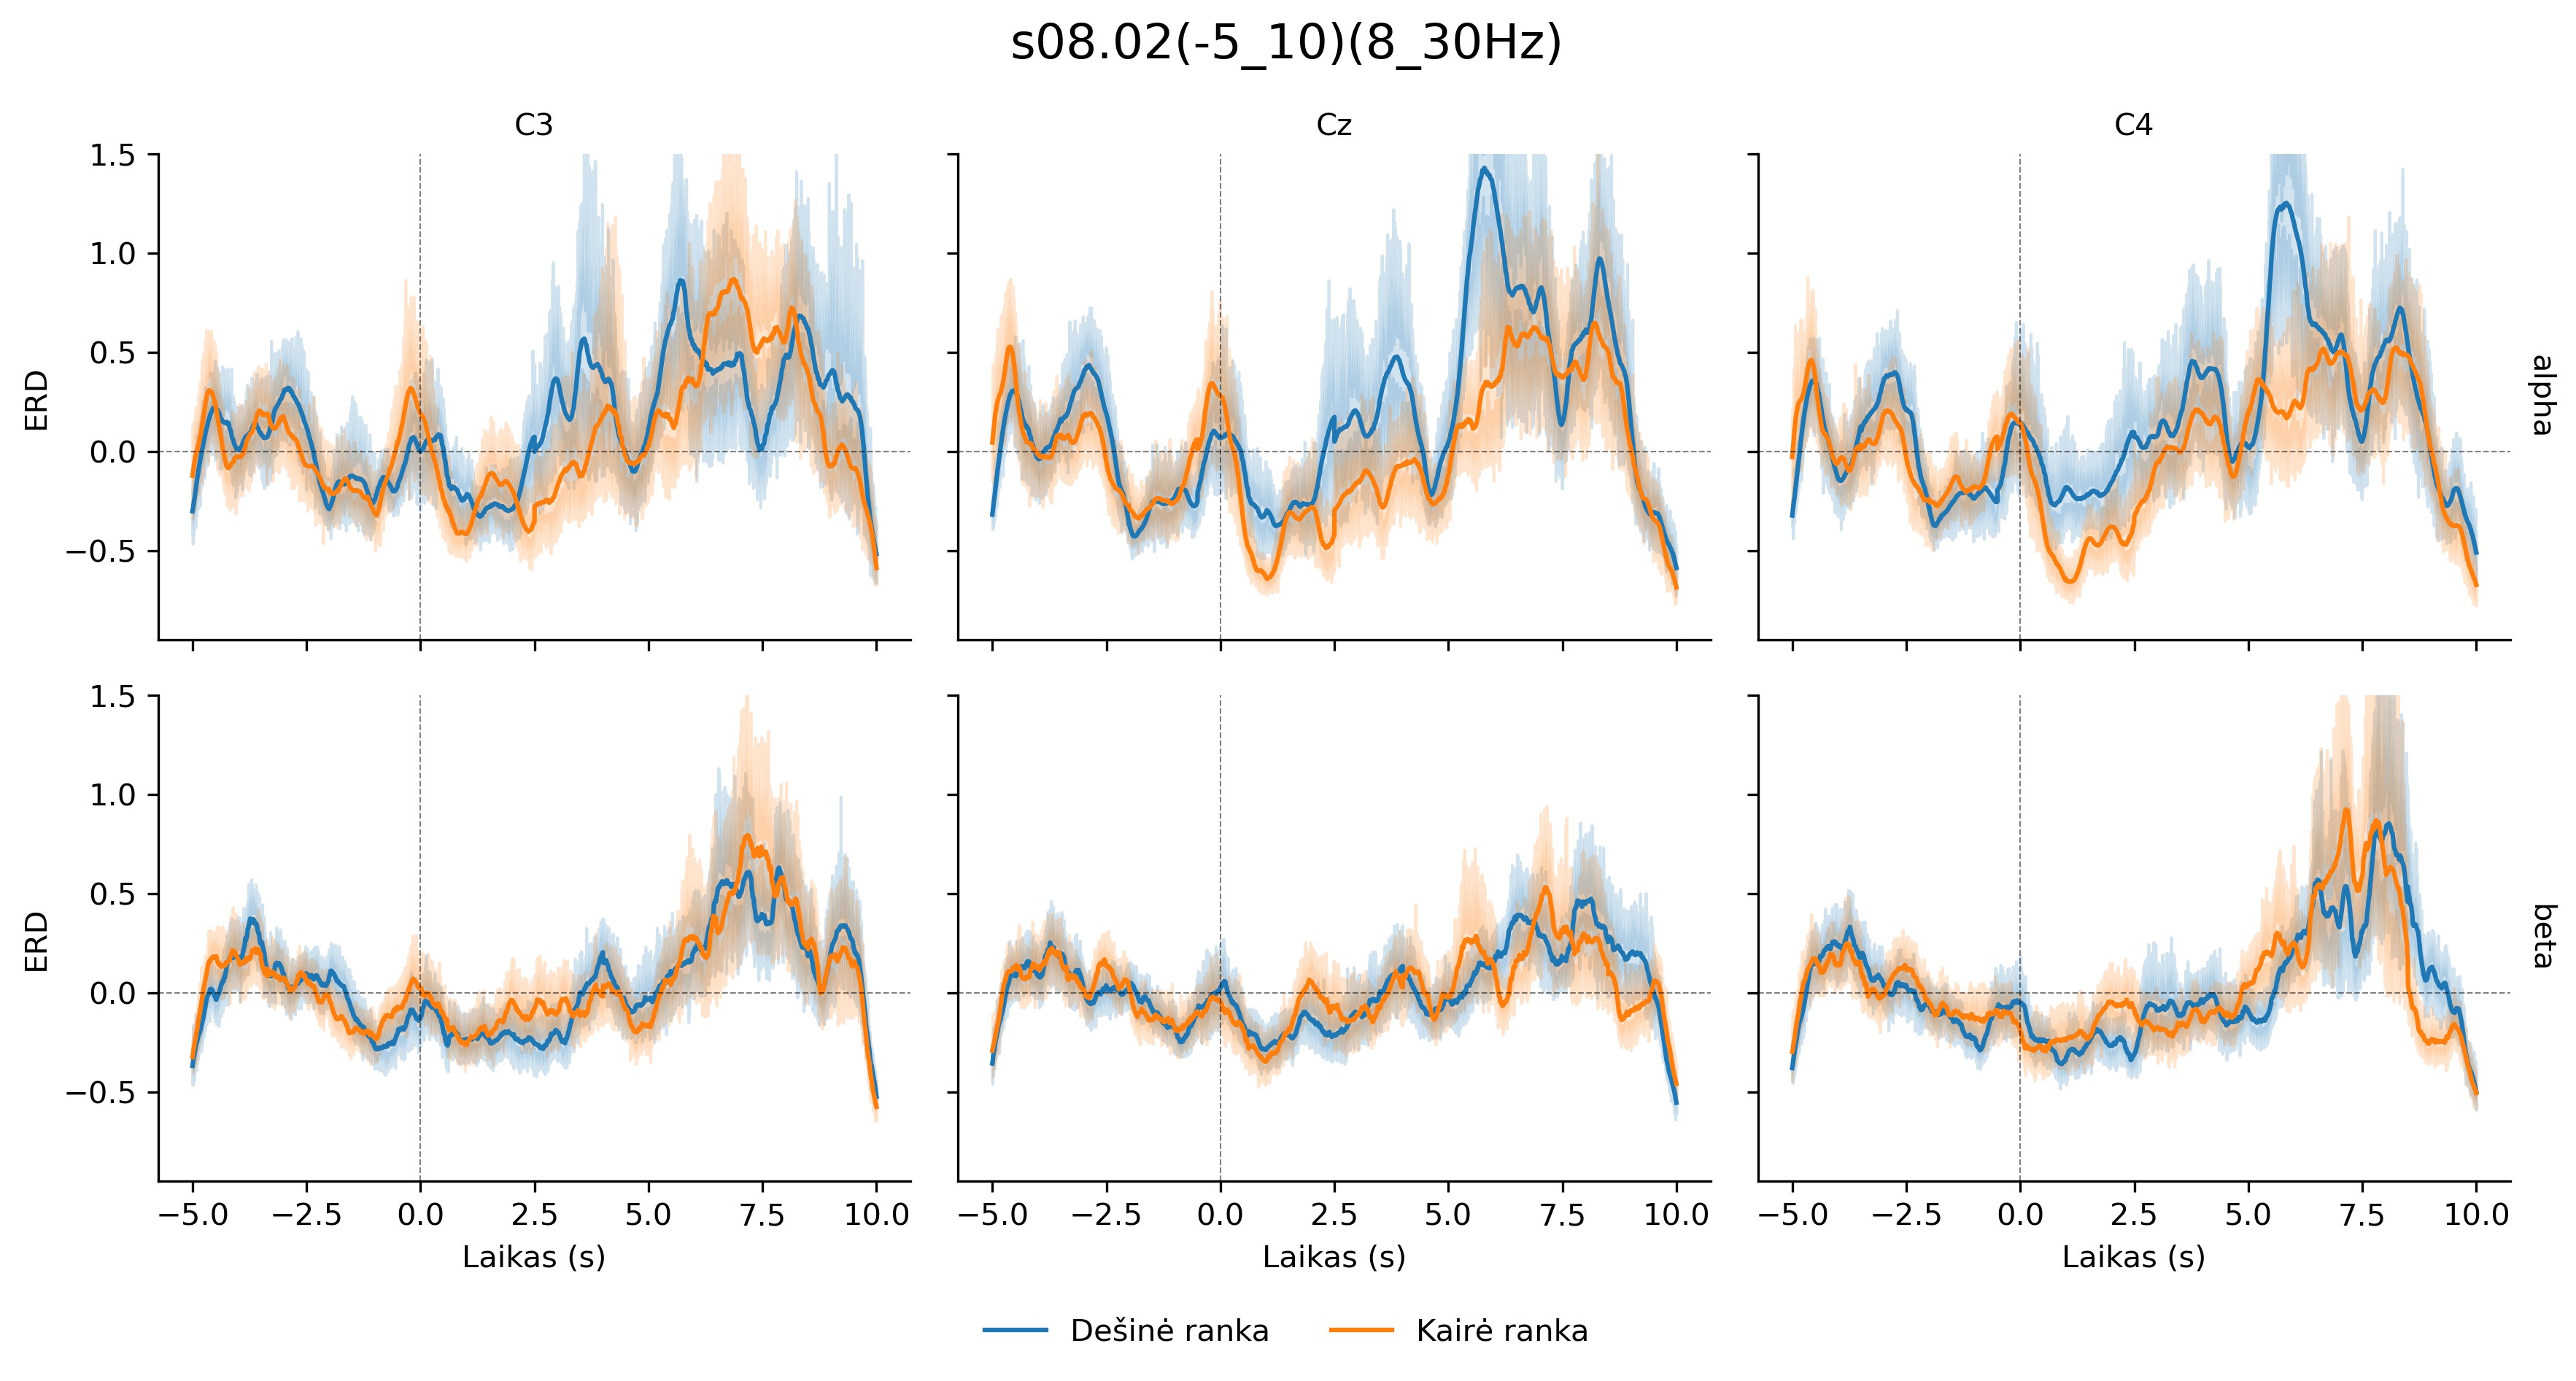 s08.02(-5_10)(8_30Hz)
C3 Cz C4
1.5
1.0
0.5
0.0
−0.5
ERD
alpha
1.5
1.0
0.5
0.0
−0.5
ERD
beta
−5.0 −2.5 0.0 2.5 5.0 7.5 10.0 −5.0 −2.5 0.0 2.5 5.0 7.5 10.0 −5.0 −2.5 0.0 2.5 5.0 7.5 10.0
Laikas (s) Laikas (s) Laikas (s)
Dešinė ranka Kairė ranka